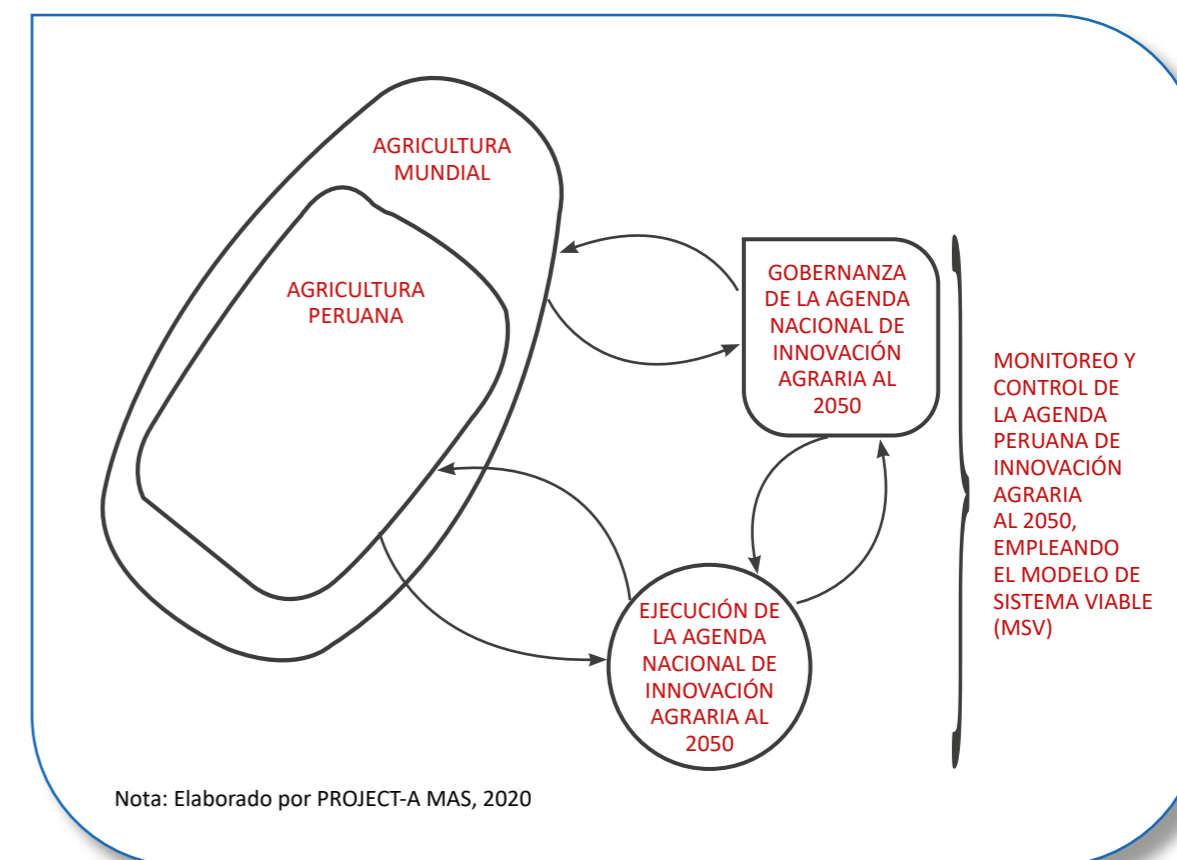 AGRICULTURA
MUNDIAL
AGRICULTURA
PERUANA
GOBERNANZA
DE LA AGENDA
NACIONAL DE
INNOVACIÓN
AGRARIA AL
2050
MONITOREO Y
CONTROL DE
LA AGENDA
PERUANA DE
INNOVACIÓN
AGRARIA
AL 2050,
EMPLEANDO
EL MODELO DE
SISTEMA VIABLE
(MSV)
EJECUCIÓN DE
LA AGENDA
NACIONAL DE
INNOVACIÓN
AGRARIA AL
2050
Nota: Elaborado por PROJECT-A MAS, 2020